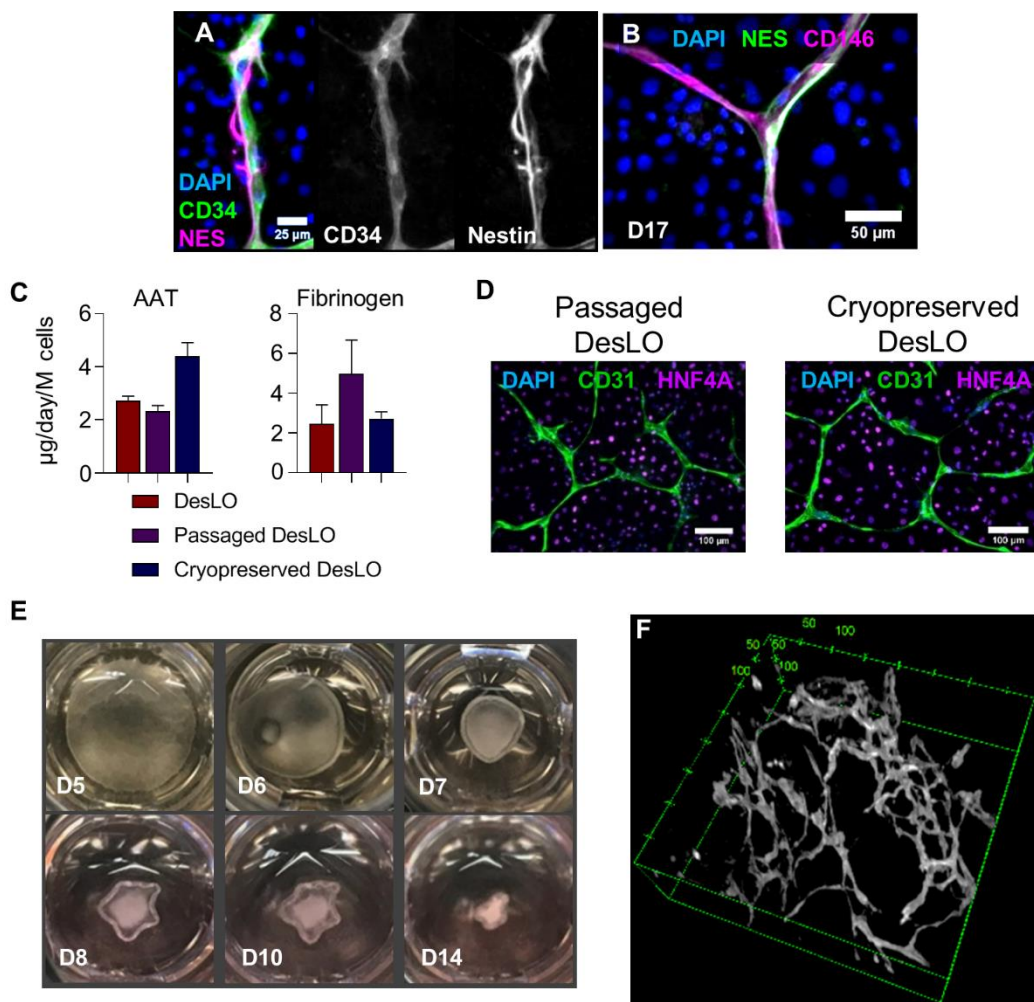 A
DAPI
CD34
NES
25 µm
CD34
Nestin
B
DAPI NES CD146
D17
50 µm
C
AAT
Fibrinogen
µg/day/M cells
6
4
2
0
8
6
4
2
0
DesLO
Passaged DesLO
Cryopreserved DesLO
D
Passaged
DesLO
Cryopreserved
DesLO
DAPI CD31 HNF4A
100 µm
DAPI CD31 HNF4A
100 µm
E
D5
D6
D7
D8
D10
D14
F
50
100
50
50
100
100